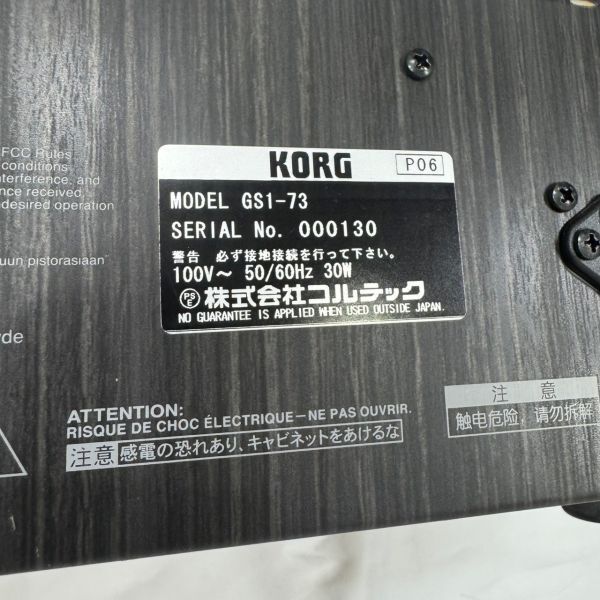 FCC Rules
conditions
interference, and
received,
desired operation
KORG
P06
MODEL GS1-73
SERIAL No. 000130
警告 必ず接地接続を行って下さい。
100V～ 50/60Hz 30W
PSE 株式会社コルテック
NO GUARANTEE IS APPLIED WHEN USED OUTSIDE JAPAN.
pistorasiaan
ATTENTION:
RISQUE DE CHOC ÉLECTRIQUE－NE PAS OUVRIR.
注意 感電の恐れあり、キャビネットをあけるな
注 意
触电危险，请勿拆解